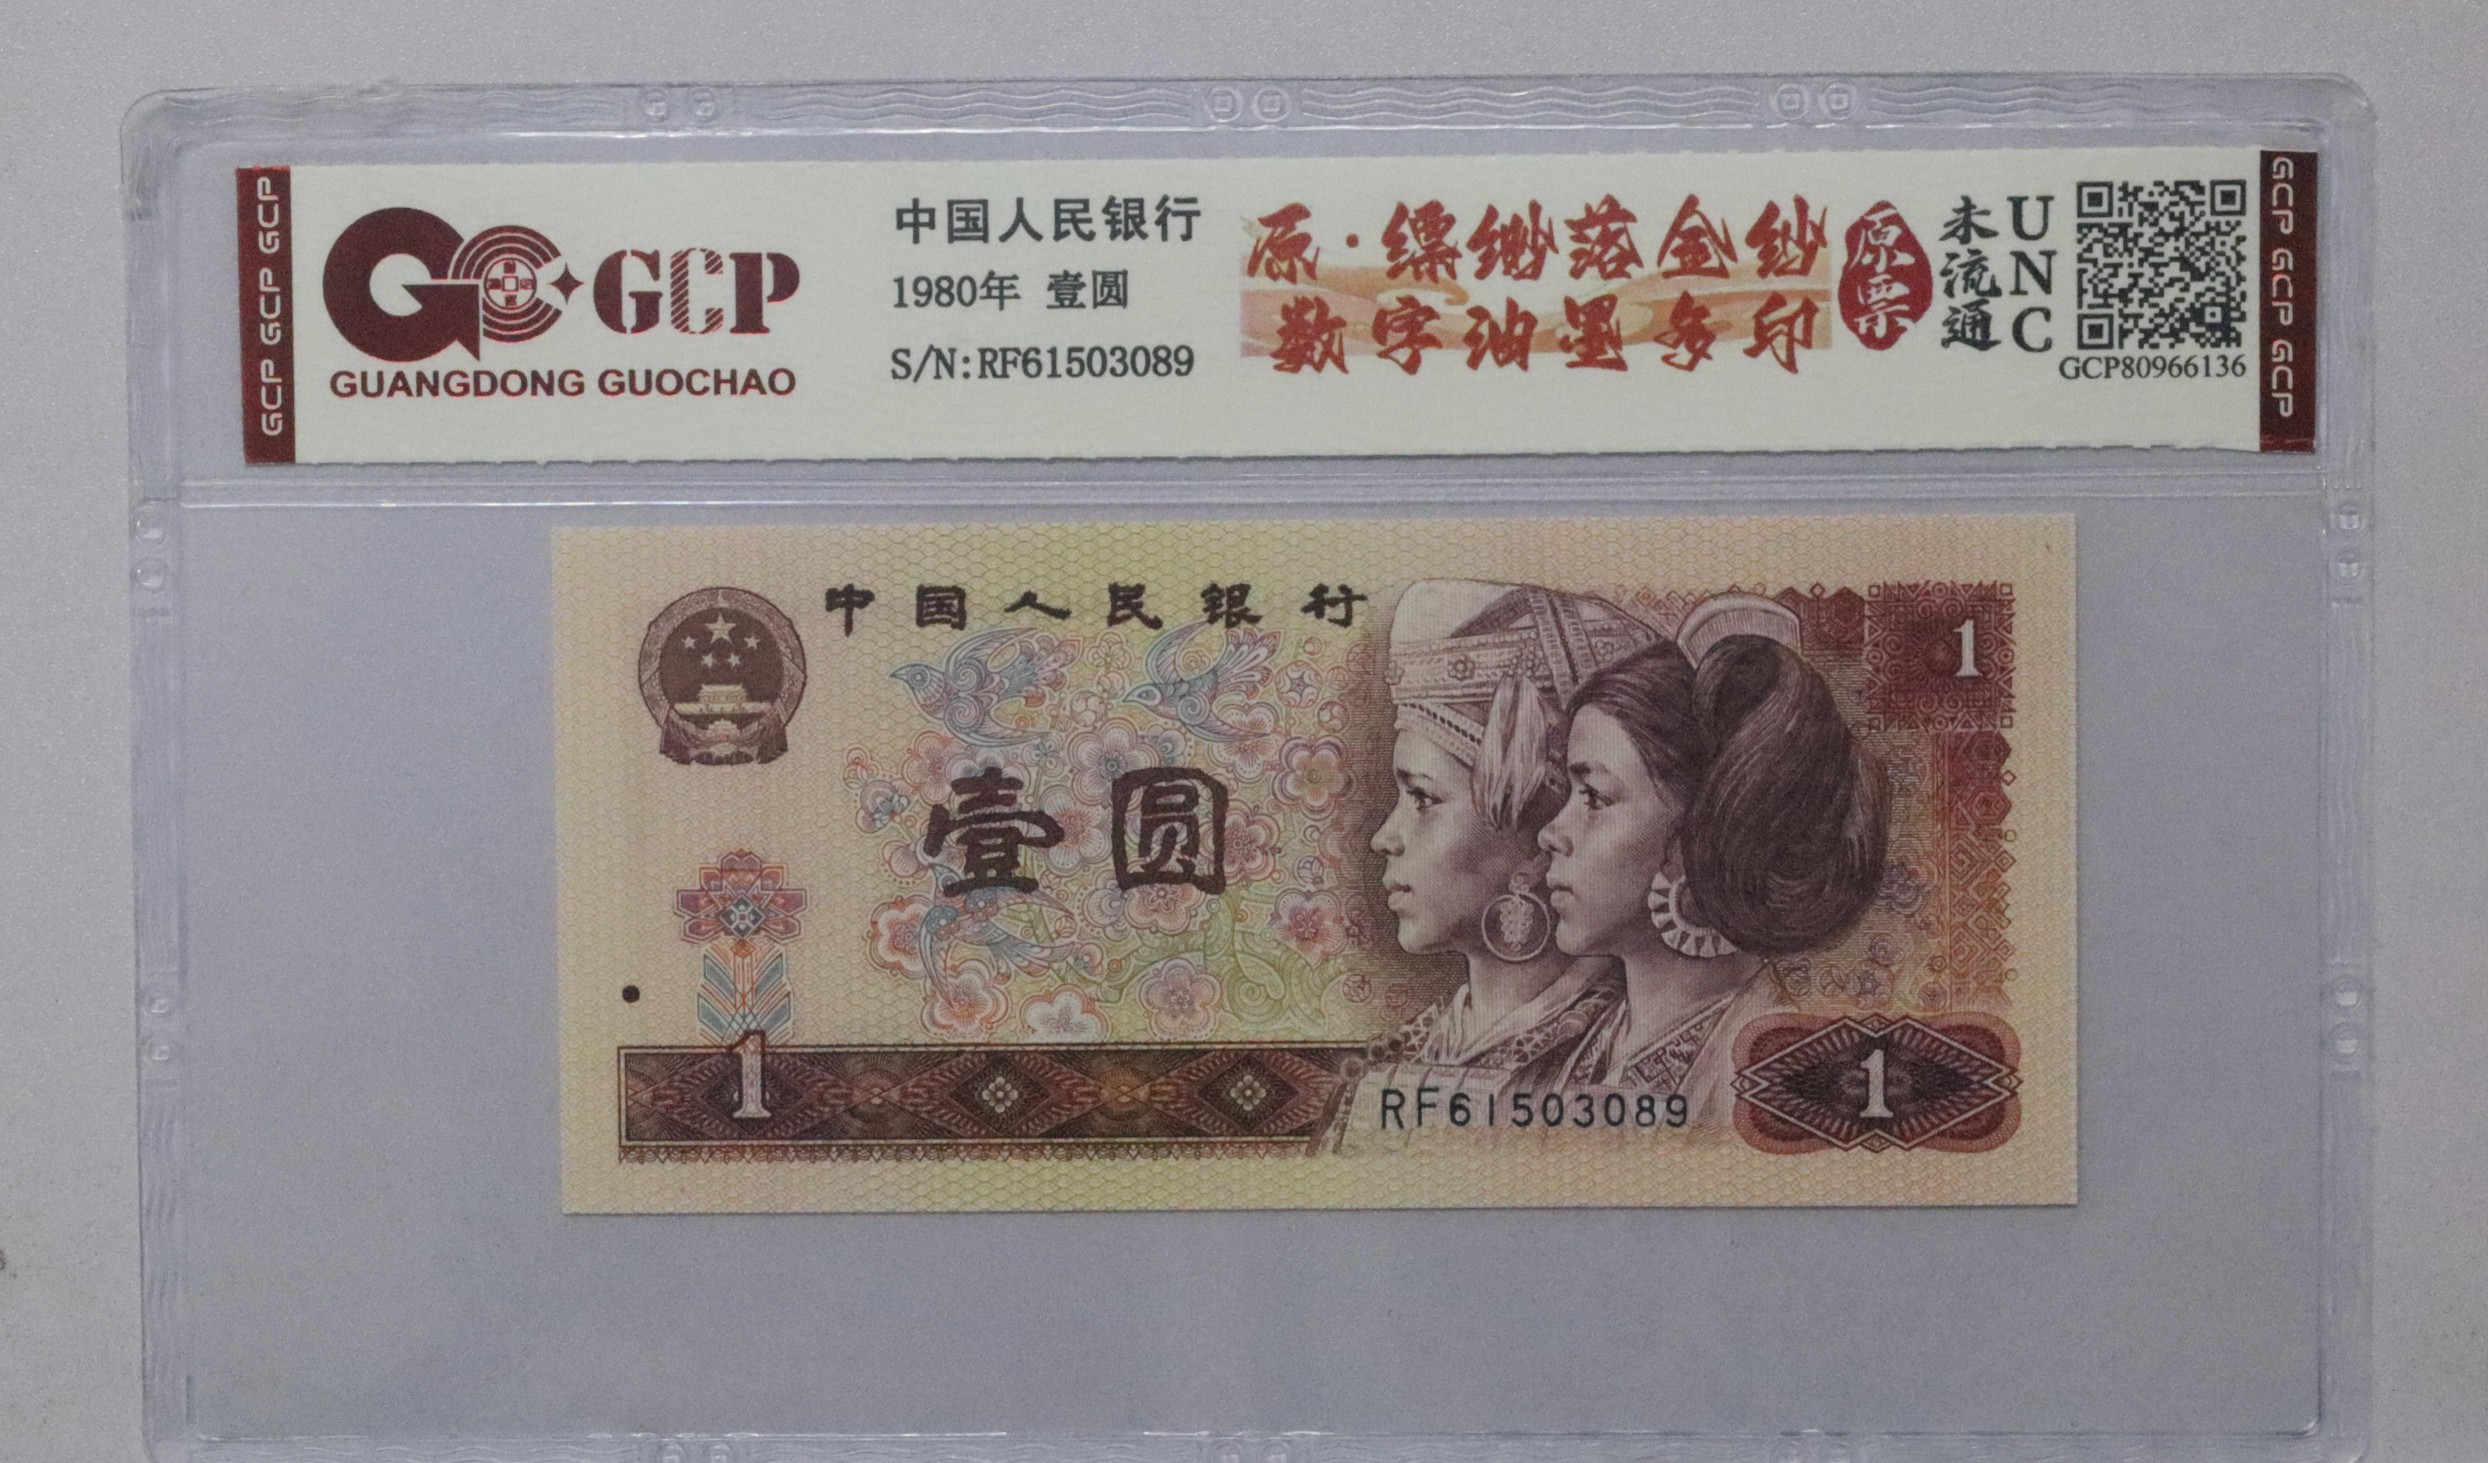 GCP GCP GCP
GCP
GUANGDONG GUOCHAO
中国人民银行
1980年 壹圆
S/N:RF61503089
原·缥缈落金纱
数字油墨多印
原票
未流通
UNC
GCP80966136
GCP GCP GCP
中国人民银行
1
壹圆
1
RF61503089
1